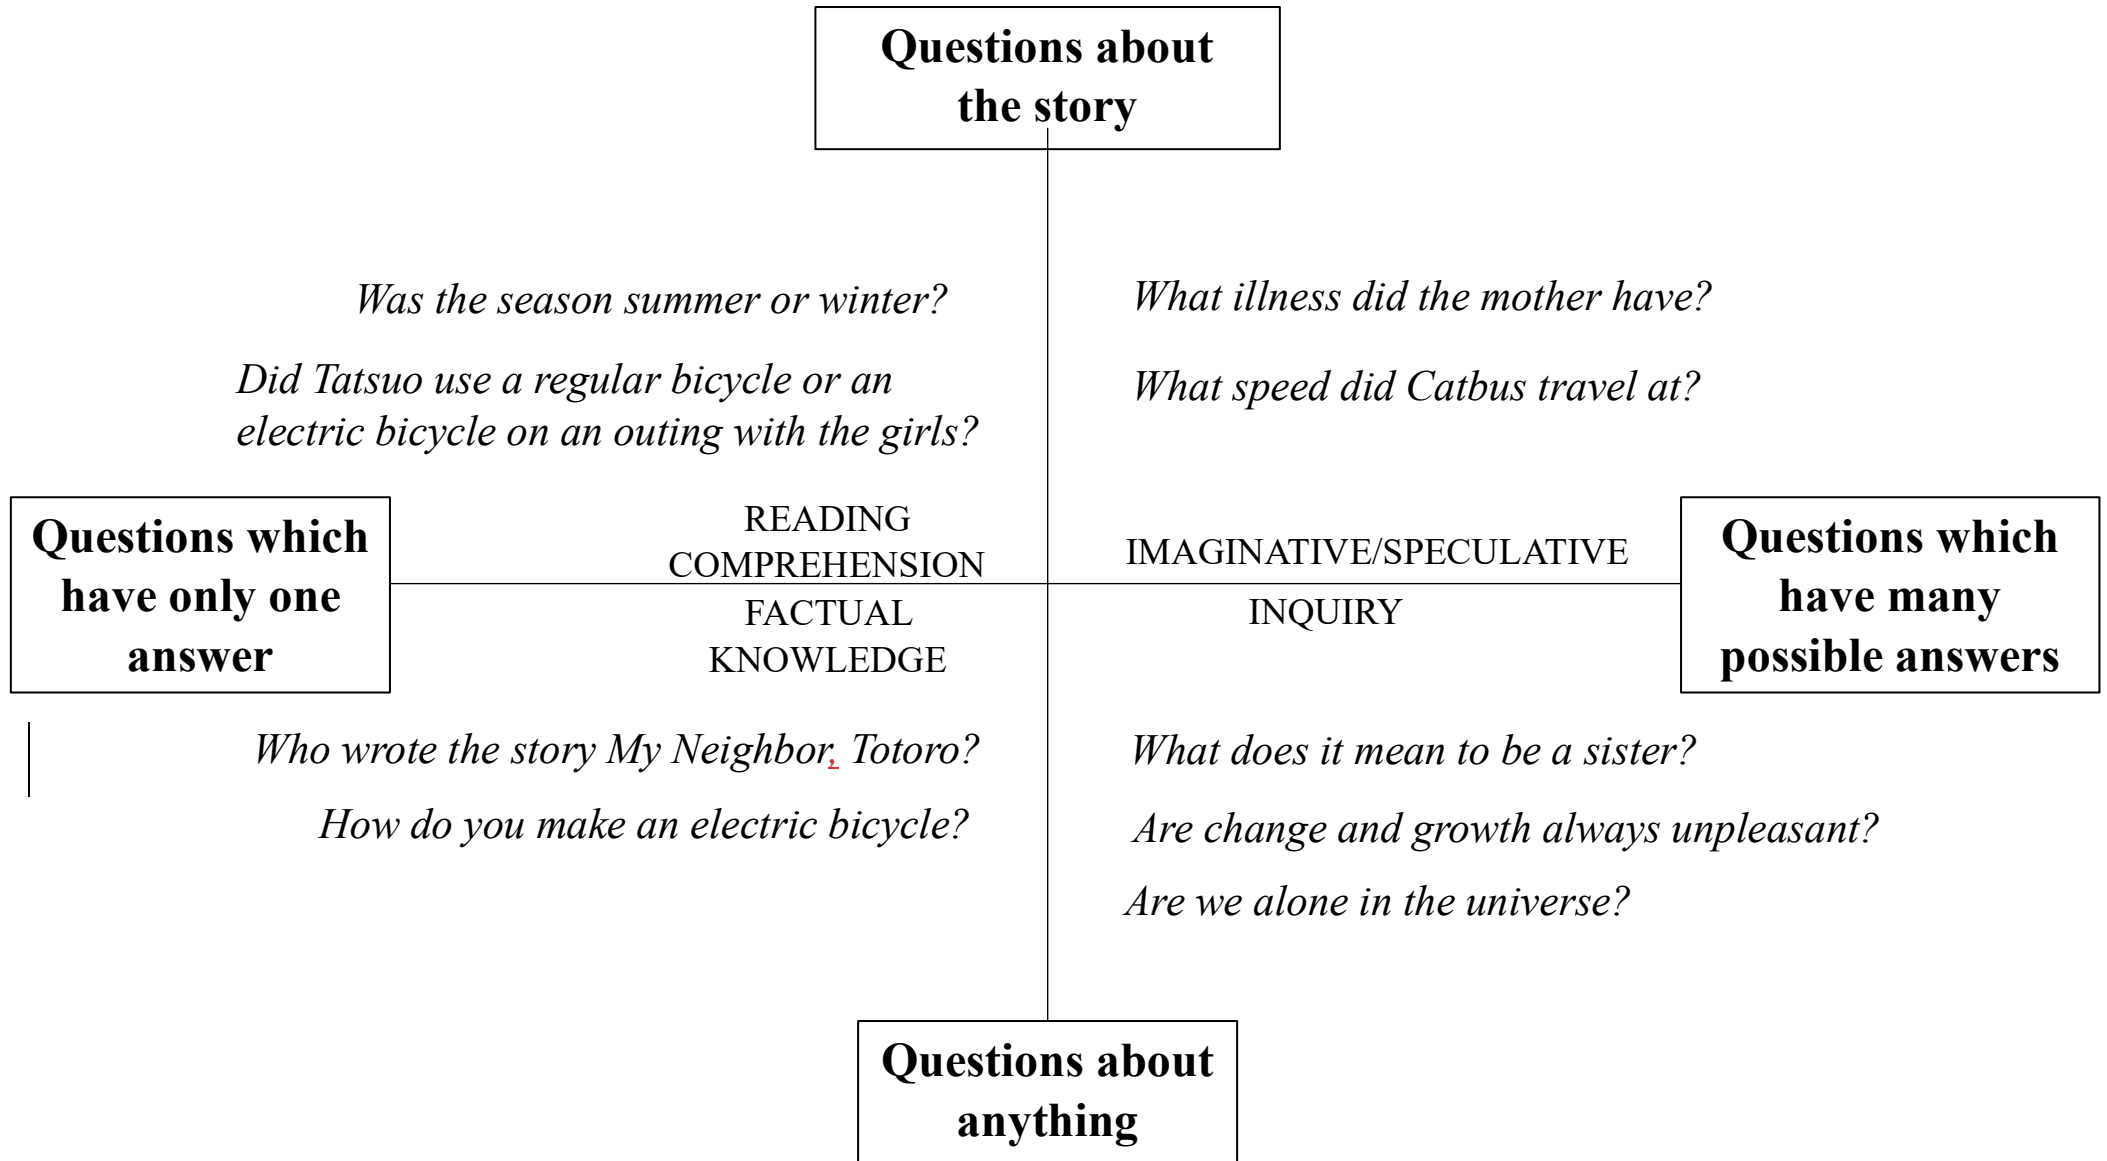 Questions about
the story
Was the season summer or winter?
What illness did the mother have?
Did Tatsuo use a regular bicycle or an
electric bicycle on an outing with the girls?
What speed did Catbus travel at?
Questions which
have only one
answer
READING
COMPREHENSION
IMAGINATIVE/SPECULATIVE
Questions which
have many
possible answers
FACTUAL
KNOWLEDGE
INQUIRY
Who wrote the story My Neighbor, Totoro?
How do you make an electric bicycle?
What does it mean to be a sister?
Are change and growth always unpleasant?
Are we alone in the universe?
Questions about
anything